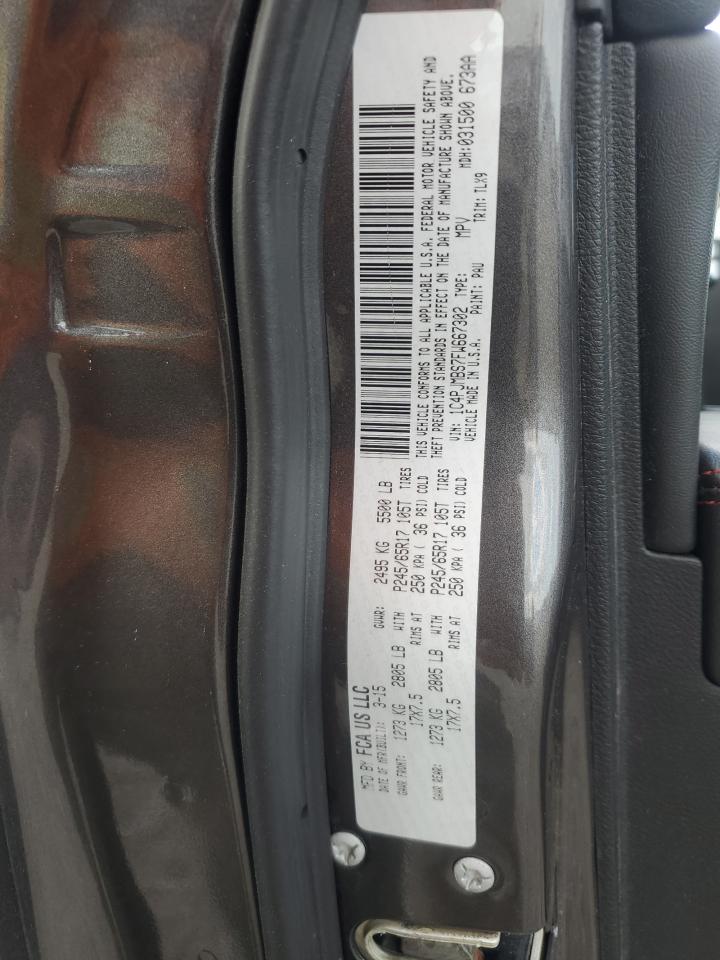 MFD BY FCA US LLC
DATE OF MFR(BUILT): 3-15 GVWR: 2495 KG 5500 LB
GAWR FRONT: 1273 KG 2805 LB WITH P245/65R17 105T TIRES
17X7.5 RIMS AT 250 KPA ( 36 PSI) COLD
GAWR REAR: 1273 KG 2805 LB WITH P245/65R17 105T TIRES
17X7.5 RIMS AT 250 KPA ( 36 PSI) COLD
THIS VEHICLE CONFORMS TO ALL APPLICABLE U.S.A. FEDERAL MOTOR VEHICLE SAFETY AND
THEFT PREVENTION STANDARDS IN EFFECT ON THE DATE OF MANUFACTURE SHOWN ABOVE.
VIN: 1C4PJMBS7FW667302 TYPE: MPV MDH:031500 673AA
VEHICLE MADE IN U.S.A. PAINT: PAU TRIM: TLX9